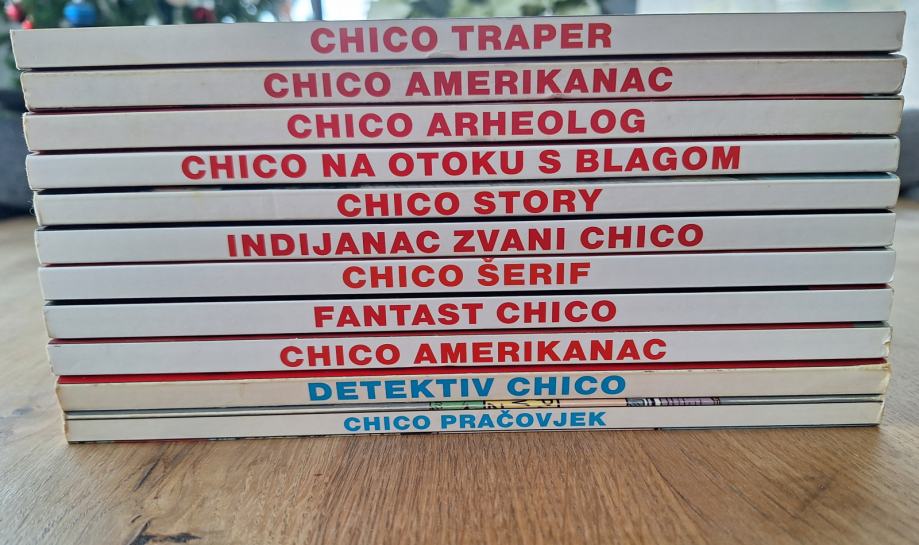 CHICO TRAPER
CHICO AMERIKANAC
CHICO ARHEOLOG
CHICO NA OTOKU S BLAGOM
CHICO STORY
INDIJANAC ZVANI CHICO
CHICO ŠERIF
FANTAST CHICO
CHICO AMERIKANAC
DETEKTIV CHICO
CHICO PRAČOVJEK